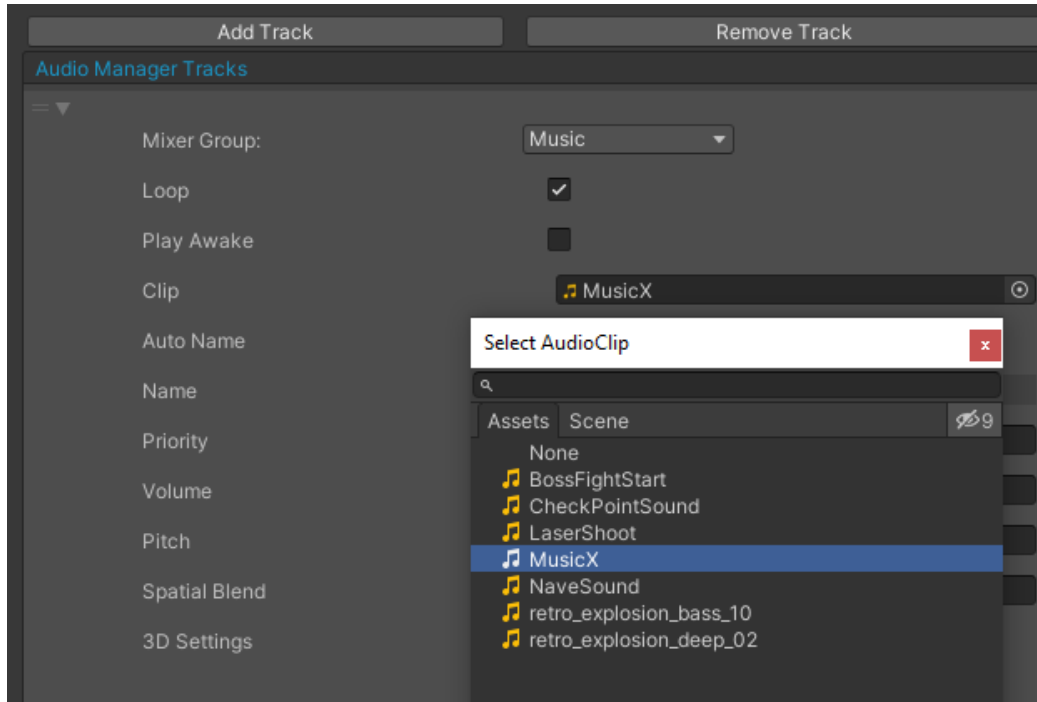 Add Track Remove Track
Audio Manager Tracks
Mixer Group: Music
Loop
Play Awake
Clip MusicX
Auto Name
Select AudioClip x
Name
Assets Scene 9
Priority
None
BossFightStart
Volume
CheckPointSound
LaserShoot
Pitch
MusicX
Spatial Blend
NaveSound
retro_explosion_bass_10
3D Settings
retro_explosion_deep_02